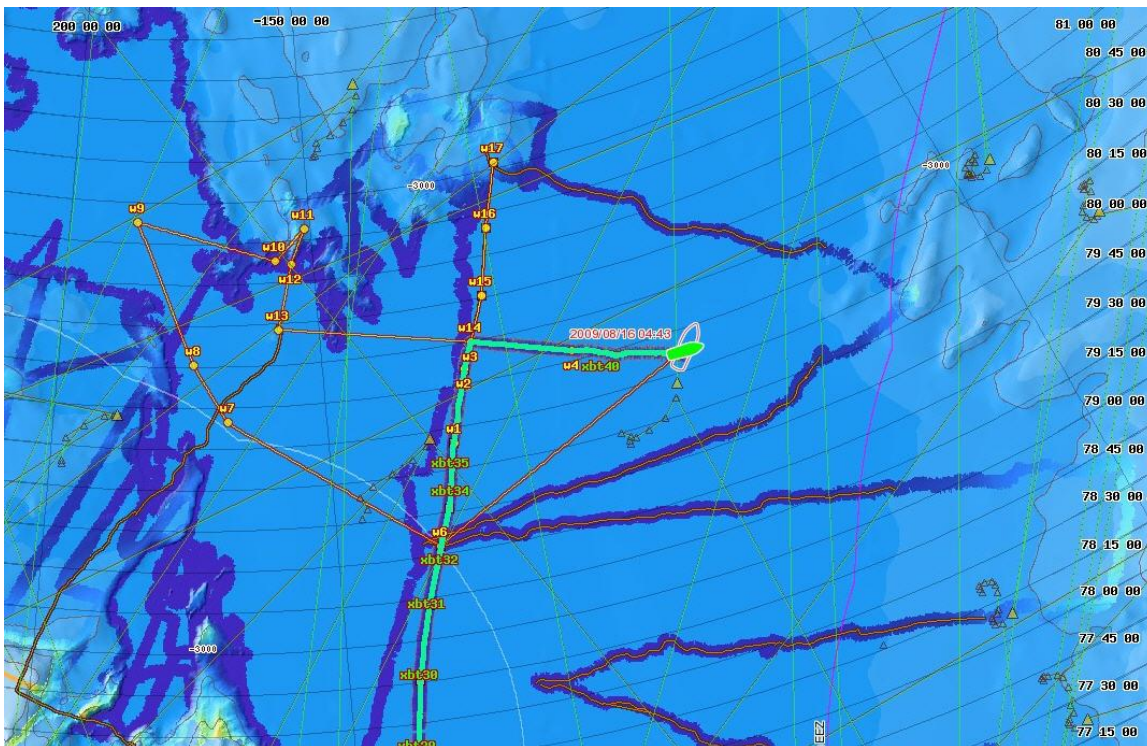 200 00 00
-150 00 00
81 00 00
80 45 00
80 30 00
80 15 00
80 00 00
79 45 00
79 30 00
79 15 00
79 00 00
78 45 00
78 30 00
78 15 00
78 00 00
77 45 00
77 30 00
77 15 00
w17
-3000
-3000
w9
w11
w16
w10
w12
w15
w13
w14
2009/08/16 04:43
w3
w8
w4
xbt40
w2
w7
w1
xbt35
xbt34
w6
xbt32
xbt31
-3000
xbt30
EEZ